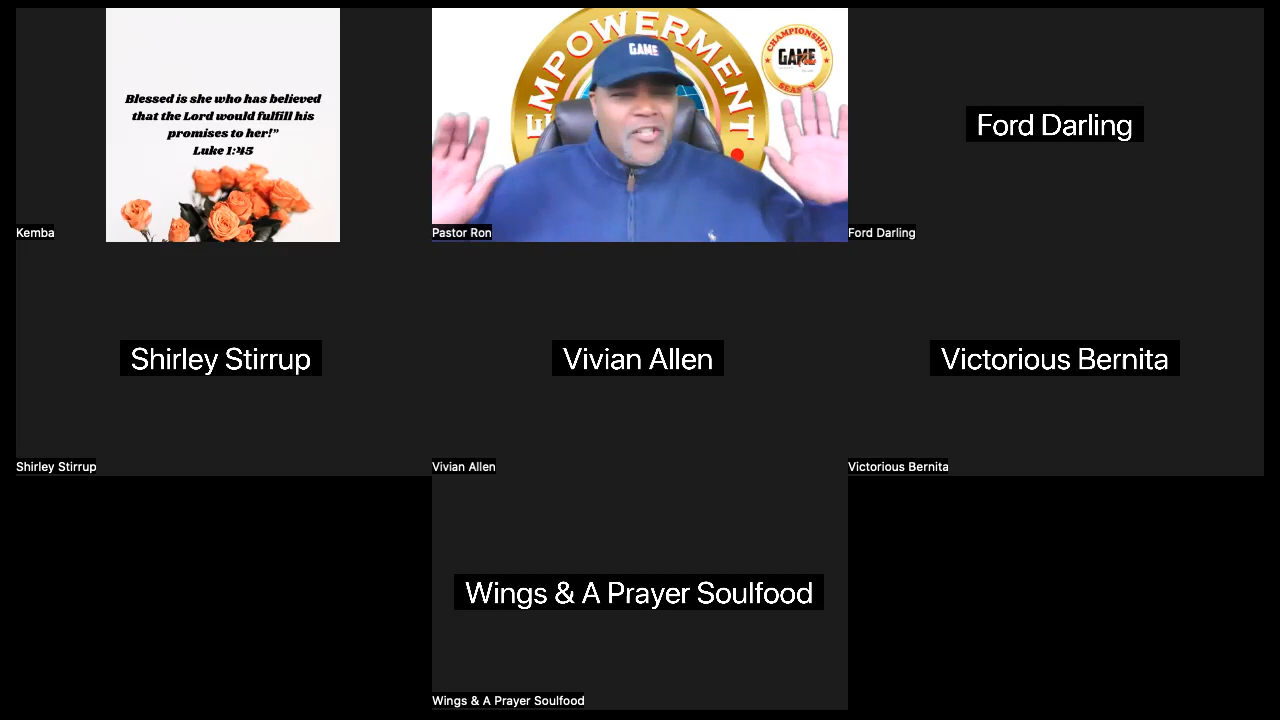 Blessed is she who has believed
that the Lord would fulfill his
promises to her!”
Luke 1:45
Kemba
EMPOWERMENT
GAME
CHAMPIONSHIP
GAME
SEASON
Pastor Ron
Ford Darling
Ford Darling
Shirley Stirrup
Shirley Stirrup
Vivian Allen
Vivian Allen
Victorious Bernita
Victorious Bernita
Wings & A Prayer Soulfood
Wings & A Prayer Soulfood